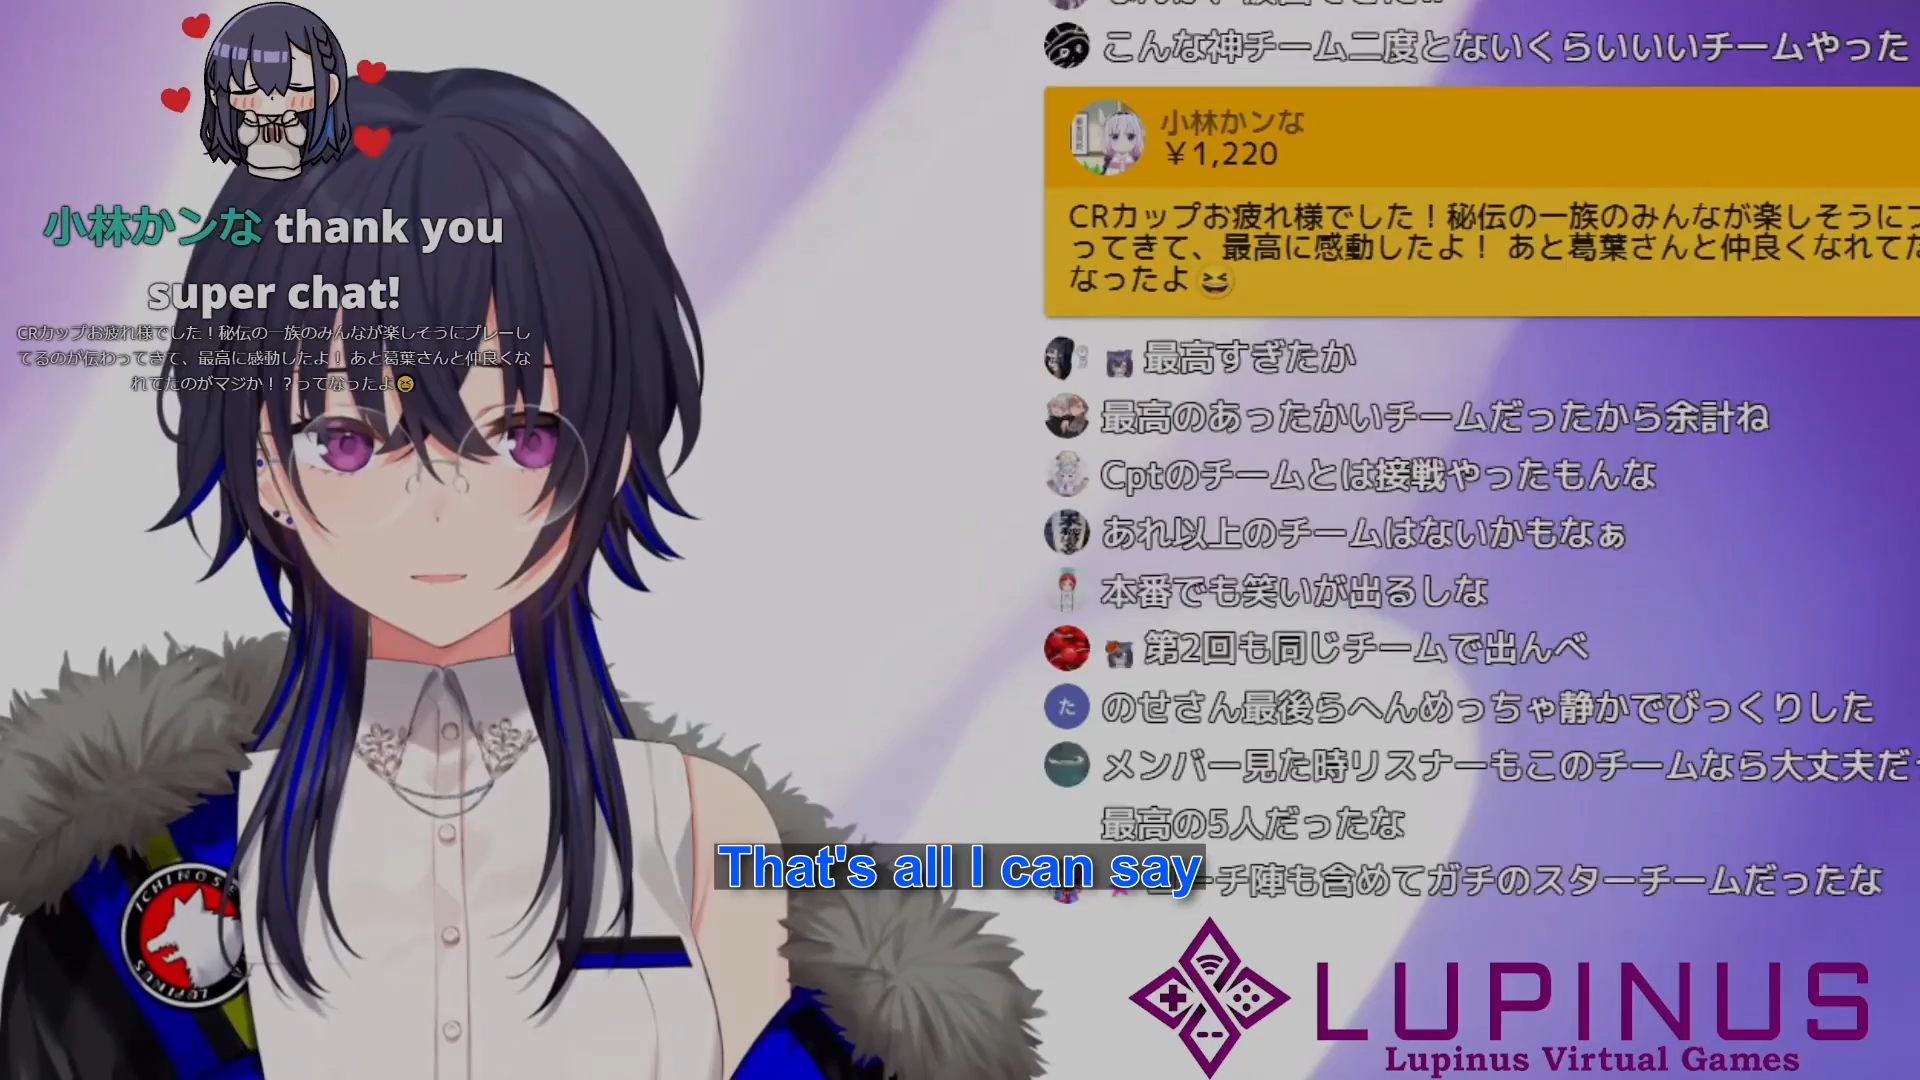 小林かンな thank you
super chat!
CRカップお疲れ様でした！秘伝の一族のみんなが楽しそうにプレーし
てるのが伝わってきて、最高に感動したよ！ あと葛葉さんと仲良くな
れてたのがマジか！？ってなったよ😆
こんな神チーム二度とないくらいいいチームやった
小林かンな
￥1,220
CRカップお疲れ様でした！秘伝の一族のみんなが楽しそうに
ってきて、最高に感動したよ！ あと葛葉さんと仲良くなれてた
なったよ😆
最高すぎたか
最高のあったかいチームだったから余計ね
Cptのチームとは接戦やったもんな
あれ以上のチームはないかもなぁ
本番でも笑いが出るしな
第2回も同じチームで出んべ
た のせさん最後らへんめっちゃ静かでびっくりした
メンバー見た時リスナーもこのチームなら大丈夫だ
最高の5人だったな
ーチ陣も含めてガチのスターチームだったな
That's all I can say
ICHINOSE
LUPINUS
LUPINUS
Lupinus Virtual Games